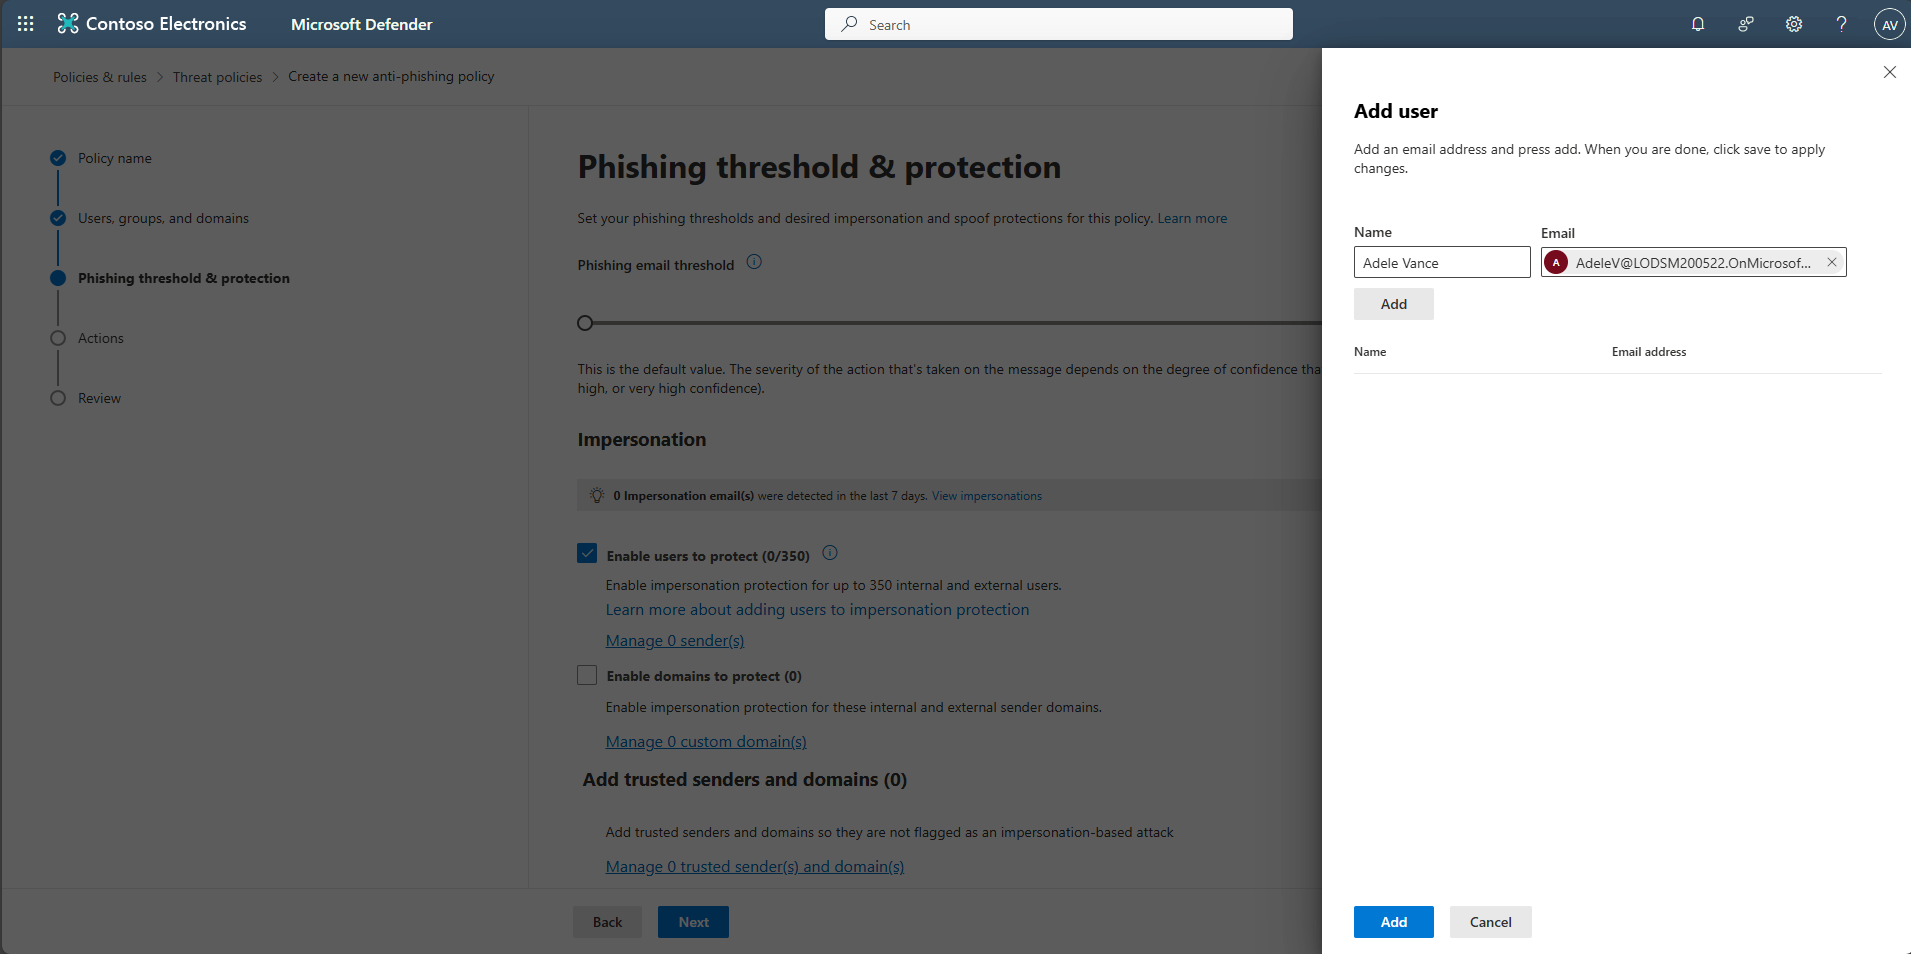 Contoso Electronics
Microsoft Defender
Search
AV
Policies & rules > Threat policies > Create a new anti-phishing policy
Policy name
Users, groups, and domains
Phishing threshold & protection
Actions
Review
Phishing threshold & protection
Set your phishing thresholds and desired impersonation and spoof protections for this policy. Learn more
Phishing email threshold
This is the default value. The severity of the action that's taken on the message depends on the degree of confidence tha
high, or very high confidence).
Impersonation
0 Impersonation email(s) were detected in the last 7 days. View impersonations
Enable users to protect (0/350)
Enable impersonation protection for up to 350 internal and external users.
Learn more about adding users to impersonation protection
Manage 0 sender(s)
Enable domains to protect (0)
Enable impersonation protection for these internal and external sender domains.
Manage 0 custom domain(s)
Add trusted senders and domains (0)
Add trusted senders and domains so they are not flagged as an impersonation-based attack
Manage 0 trusted sender(s) and domain(s)
Back
Next
Add user
Add an email address and press add. When you are done, click save to apply
changes.
Name
Email
Adele Vance
A
AdeleV@LODSM200522.OnMicrosof...
Add
Name
Email address
Add
Cancel